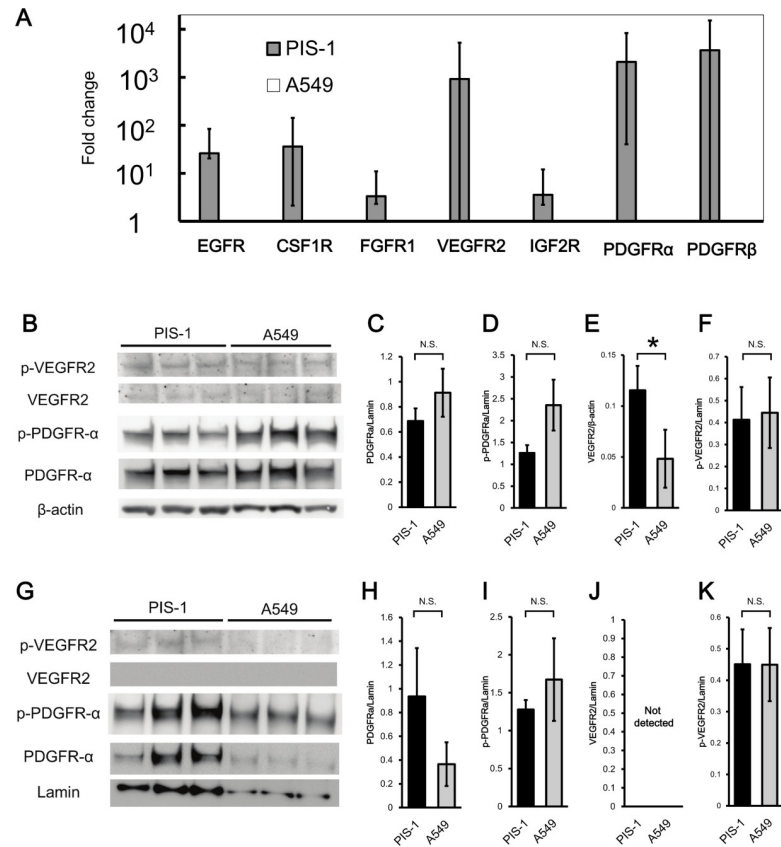 A
10⁴
10³
10²
10¹
1
Fold change
PIS-1
A549
EGFR CSF1R FGFR1 VEGFR2 IGF2R PDGFRα PDGFRβ
B
PIS-1 A549
p-VEGFR2
VEGFR2
p-PDGFR-α
PDGFR-α
β-actin
C
N.S.
PDGFRa/Lamin
1.2
1
0.8
0.6
0.4
0.2
0
PIS-1 A549
D
N.S.
p-PDGFRa/Lamin
4
3.5
3
2.5
2
1.5
1
0.5
0
PIS-1 A549
E
*
VEGFR2/β-actin
0.15
0.1
0.05
0
PIS-1 A549
F
N.S.
p-VEGFR2/Lamin
0.7
0.6
0.5
0.4
0.3
0.2
0.1
0
PIS-1 A549
G
PIS-1 A549
p-VEGFR2
VEGFR2
p-PDGFR-α
PDGFR-α
Lamin
H
N.S.
PDGFRa/Lamin
1.6
1.4
1.2
1
0.8
0.6
0.4
0.2
0
PIS-1 A549
I
N.S.
p-PDGFRa/Lamin
2.5
2
1.5
1
0.5
0
PIS-1 A549
J
VEGFR2/Lamin
1
0.9
0.8
0.7
0.6
0.5
0.4
0.3
0.2
0.1
0
Not
detected
PIS-1 A549
K
N.S.
p-VEGFR2/Lamin
0.6
0.5
0.4
0.3
0.2
0.1
0
PIS-1 A549